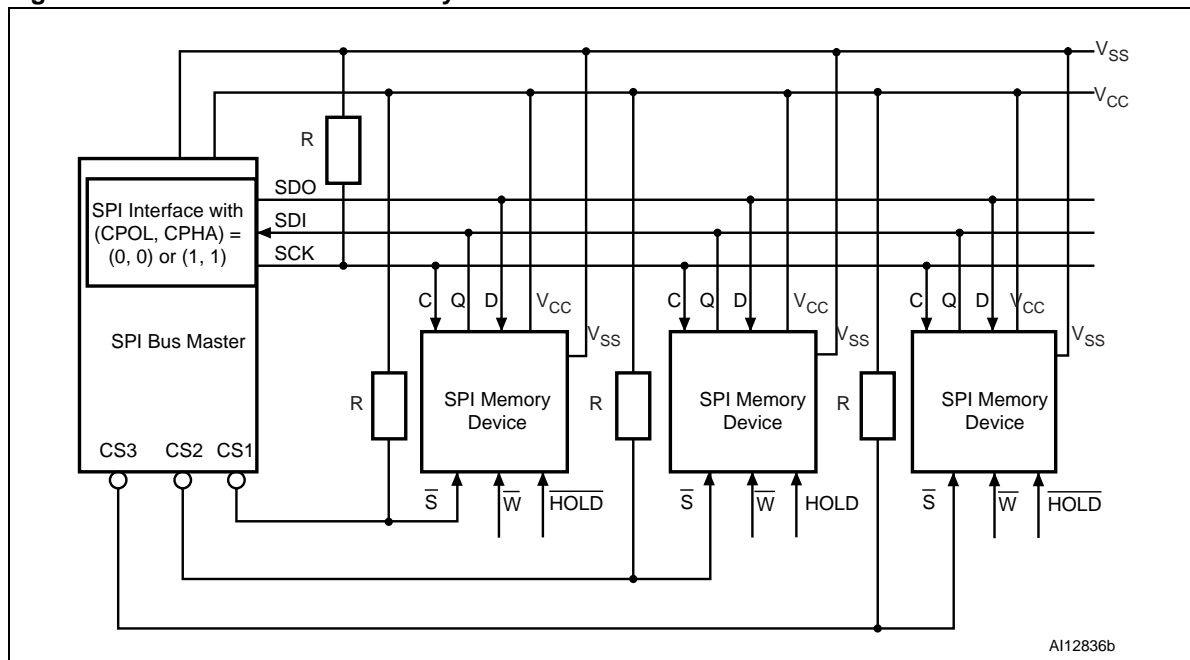 VSS
VCC
R
SDO
SPI Interface with
(CPOL, CPHA) =
(0, 0) or (1, 1)
SDI
SCK
SPI Bus Master
CS3 CS2 CS1
C Q D VCC
VSS
R
SPI Memory
Device
S̅ W̅ H̅O̅L̅D̅
C Q D VCC
VSS
R
SPI Memory
Device
S̅ W̅ HOLD
C Q D VCC
VSS
R
SPI Memory
Device
S̅ W̅ H̅O̅L̅D̅
AI12836b